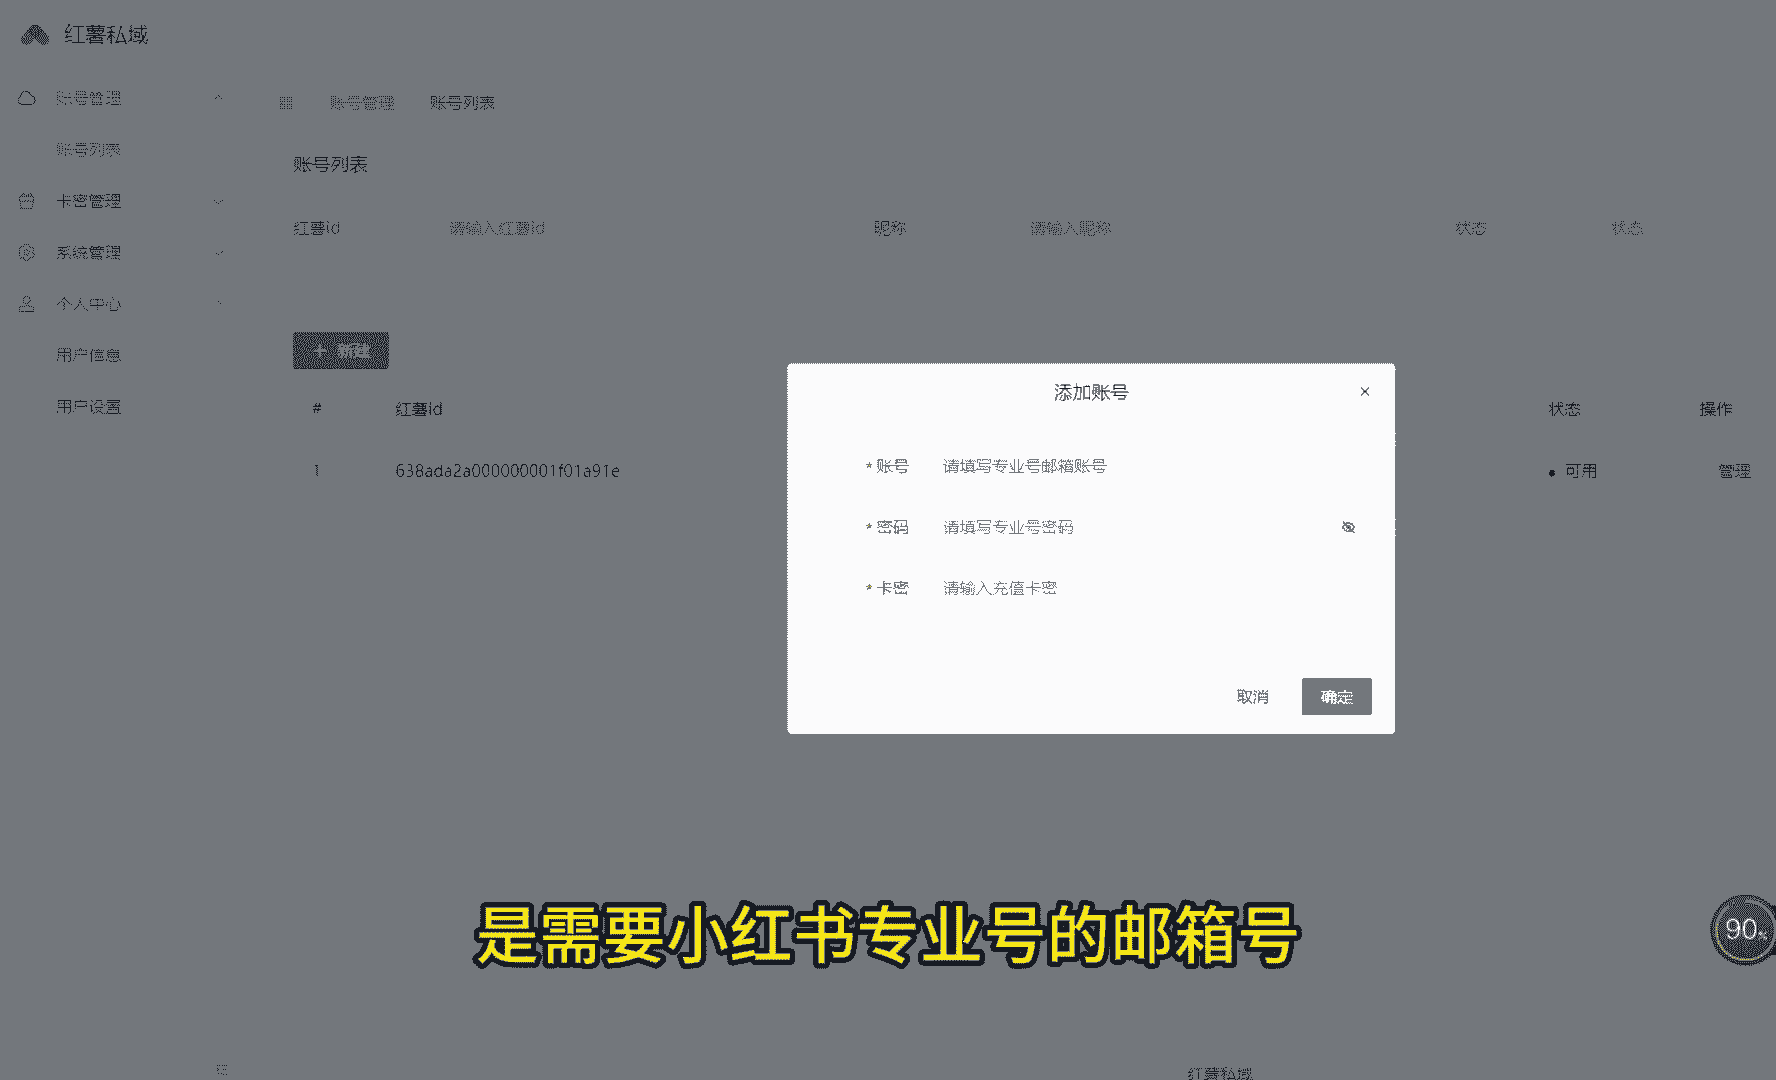 红薯私域
账号管理
账号管理 账号列表
账号列表
账号列表
卡密管理
红薯id 请输入红薯id 昵称 请输入昵称 状态 状态
系统管理
个人中心
用户信息
+ 新建
用户设置
# 红薯id 状态 操作
1 638ada2a000000001f01a91e 可用 管理
添加账号
* 账号 请填写专业号邮箱账号
* 密码 请填写专业号密码
* 卡密 请输入充值卡密
取消 确定
是需要小红书专业号的邮箱号
90%
红薯私域